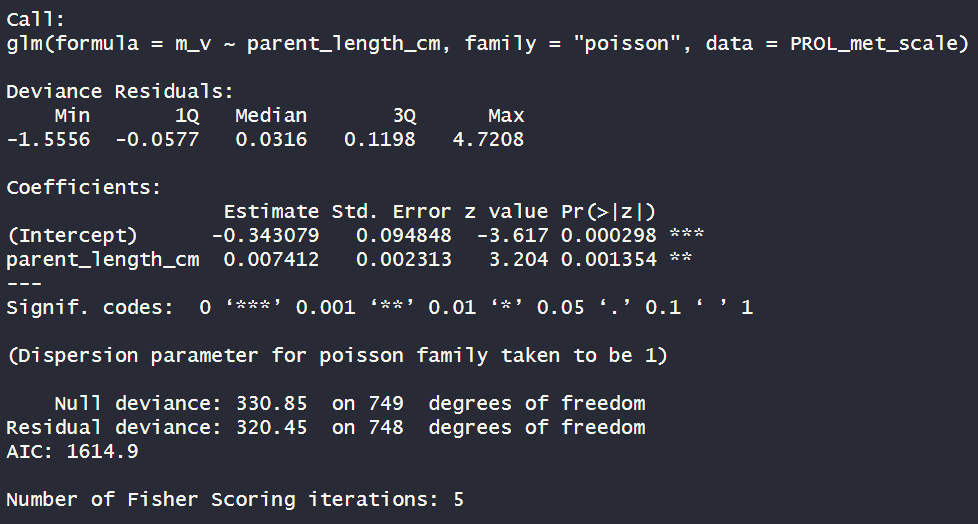 Call:
glm(formula = m_v ~ parent_length_cm, family = "poisson", data = PROL_met_scale)
Deviance Residuals:
    Min       1Q   Median       3Q      Max
-1.5556  -0.0577   0.0316   0.1198   4.7208
Coefficients:
                  Estimate Std. Error z value Pr(>|z|)
(Intercept)      -0.343079   0.094848  -3.617 0.000298 ***
parent_length_cm  0.007412   0.002313   3.204 0.001354 **
---
Signif. codes:  0 ‘***’ 0.001 ‘**’ 0.01 ‘*’ 0.05 ‘.’ 0.1 ‘ ’ 1
(Dispersion parameter for poisson family taken to be 1)
    Null deviance: 330.85  on 749  degrees of freedom
Residual deviance: 320.45  on 748  degrees of freedom
AIC: 1614.9
Number of Fisher Scoring iterations: 5